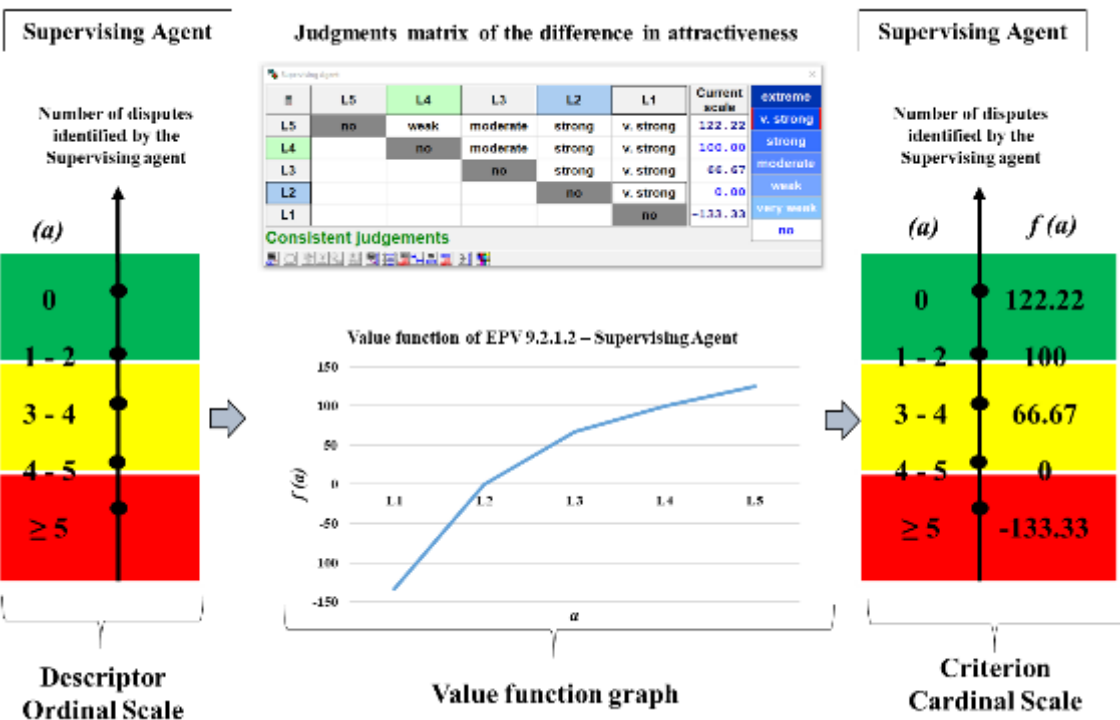 Supervising Agent
Number of disputes
identified by the
Supervising agent
(a)
0
1 - 2
3 - 4
4 - 5
≥ 5
Descriptor
Ordinal Scale
Judgments matrix of the difference in attractiveness
Supervising Agent
L5 L4 L3 L2 L1 Current scale
L5 no weak moderate strong v. strong 122.22
L4 no moderate strong v. strong 100.00
L3 no strong v. strong 66.67
L2 no v. strong 0.00
L1 no -133.33
extreme
v. strong
strong
moderate
weak
very weak
no
Consistent judgements
Value function of EPV 9.2.1.2 – Supervising Agent
150
100
50
0
-50
100
-150
f (a)
L1 L2 L3 L4 L5
a
Value function graph
Supervising Agent
Number of disputes
identified by the
Supervising agent
(a) f (a)
0 122.22
1 - 2 100
3 - 4 66.67
4 - 5 0
≥ 5 -133.33
Criterion
Cardinal Scale